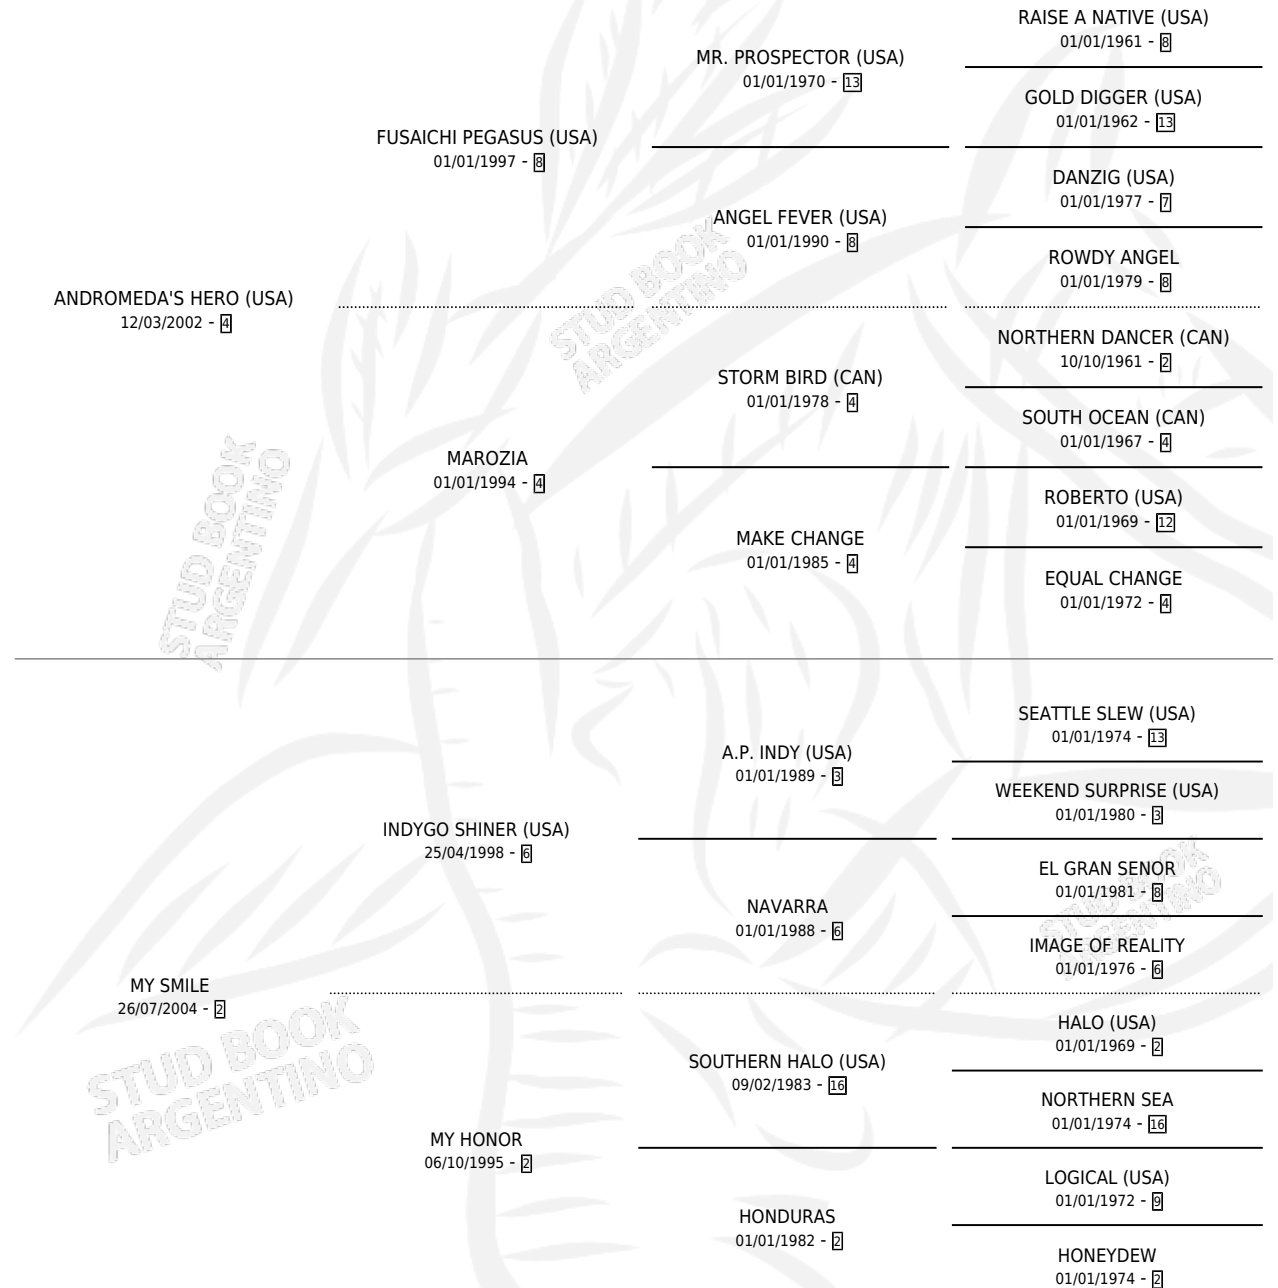 RAISE A NATIVE (USA)
01/01/1961 - 8
MR. PROSPECTOR (USA)
01/01/1970 - 13
GOLD DIGGER (USA)
01/01/1962 - 13
FUSAICHI PEGASUS (USA)
01/01/1997 - 8
DANZIG (USA)
01/01/1977 - 7
ANGEL FEVER (USA)
01/01/1990 - 8
ROWDY ANGEL
01/01/1979 - 8
ANDROMEDA'S HERO (USA)
12/03/2002 - 4
NORTHERN DANCER (CAN)
10/10/1961 - 2
STORM BIRD (CAN)
01/01/1978 - 4
SOUTH OCEAN (CAN)
01/01/1967 - 4
MAROZIA
01/01/1994 - 4
ROBERTO (USA)
01/01/1969 - 12
MAKE CHANGE
01/01/1985 - 4
EQUAL CHANGE
01/01/1972 - 4
SEATTLE SLEW (USA)
01/01/1974 - 13
A.P. INDY (USA)
01/01/1989 - 3
WEEKEND SURPRISE (USA)
01/01/1980 - 3
INDYGO SHINER (USA)
25/04/1998 - 6
EL GRAN SENOR
01/01/1981 - 8
NAVARRA
01/01/1988 - 6
IMAGE OF REALITY
01/01/1976 - 6
MY SMILE
26/07/2004 - 2
HALO (USA)
01/01/1969 - 2
SOUTHERN HALO (USA)
09/02/1983 - 16
NORTHERN SEA
01/01/1974 - 16
MY HONOR
06/10/1995 - 2
LOGICAL (USA)
01/01/1972 - 9
HONDURAS
01/01/1982 - 2
HONEYDEW
01/01/1974 - 2
STUD BOOK
ARGENTINO
STUD BOOK
ARGENTINO
STUD BOOK
ARGENTINO
STUD BOOK
ARGENTINO